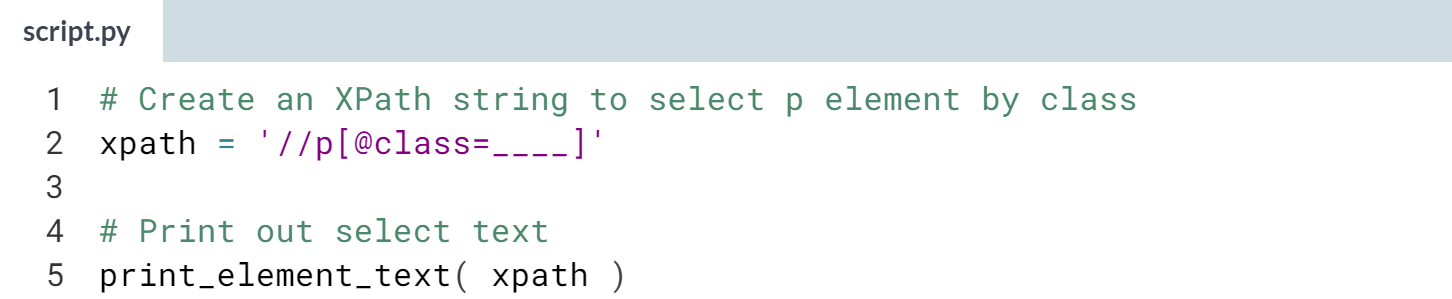 script.py
1 # Create an XPath string to select p element by class
2 xpath = '//p[@class=____]'
3
4 # Print out select text
5 print_element_text( xpath )